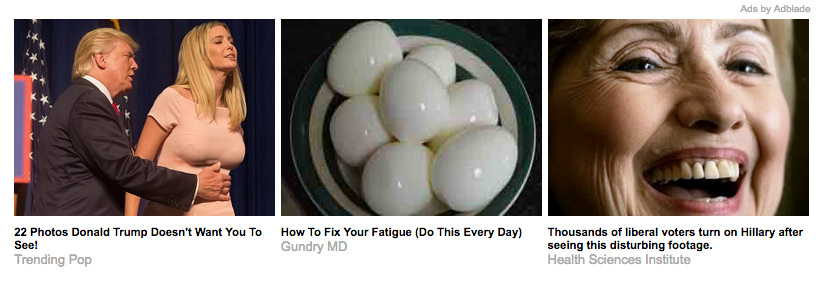 Ads by Adblade
22 Photos Donald Trump Doesn't Want You To
See!
Trending Pop
How To Fix Your Fatigue (Do This Every Day)
Gundry MD
Thousands of liberal voters turn on Hillary after
seeing this disturbing footage.
Health Sciences Institute